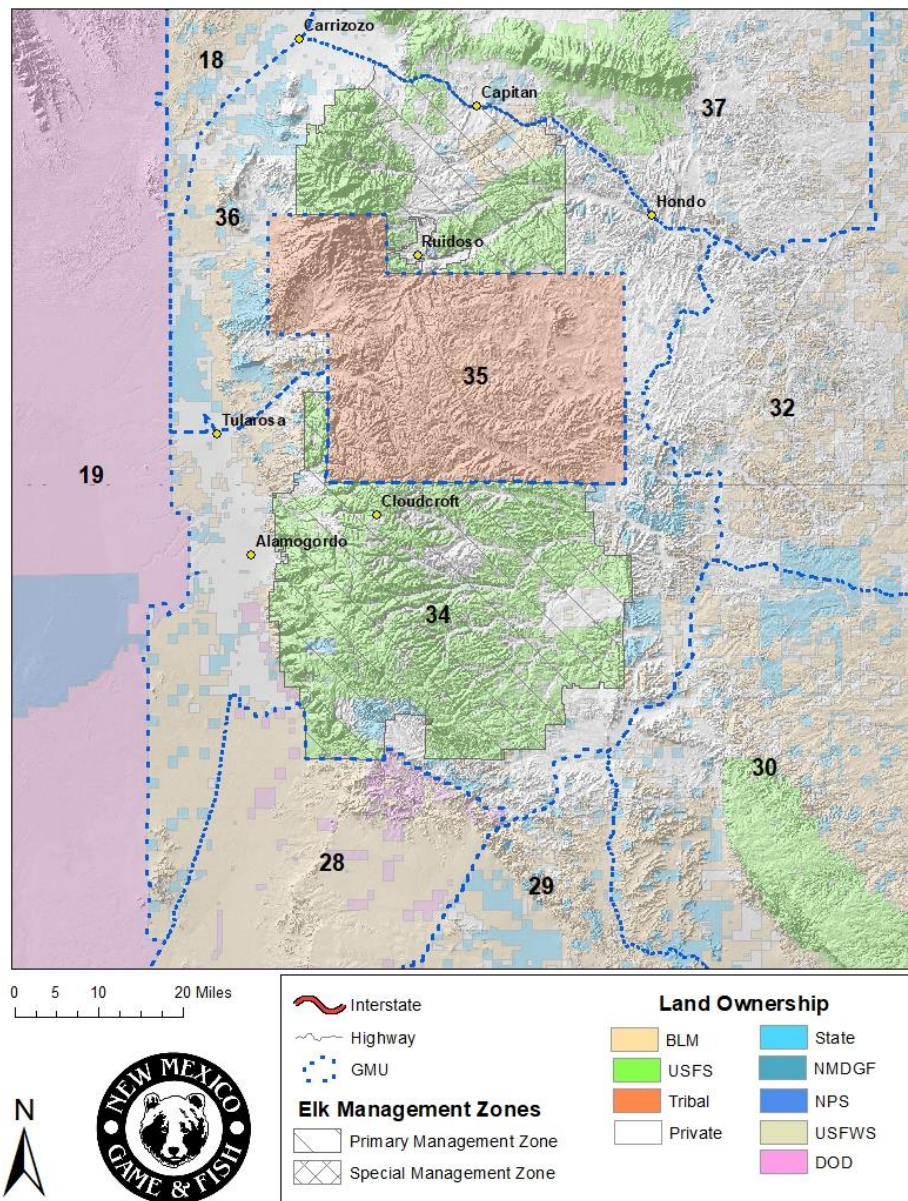 Carrizozo
18
Capitan
37
Hondo
36
Ruidoso
35
32
Tularosa
19
Cloudcroft
Alamogordo
34
30
28
29
0 5 10 20 Miles
N
NEW MEXICO
GAME & FISH
Interstate
Highway
GMU
Elk Management Zones
Primary Management Zone
Special Management Zone
Land Ownership
BLM
USFS
Tribal
Private
State
NMDGF
NPS
USFWS
DOD